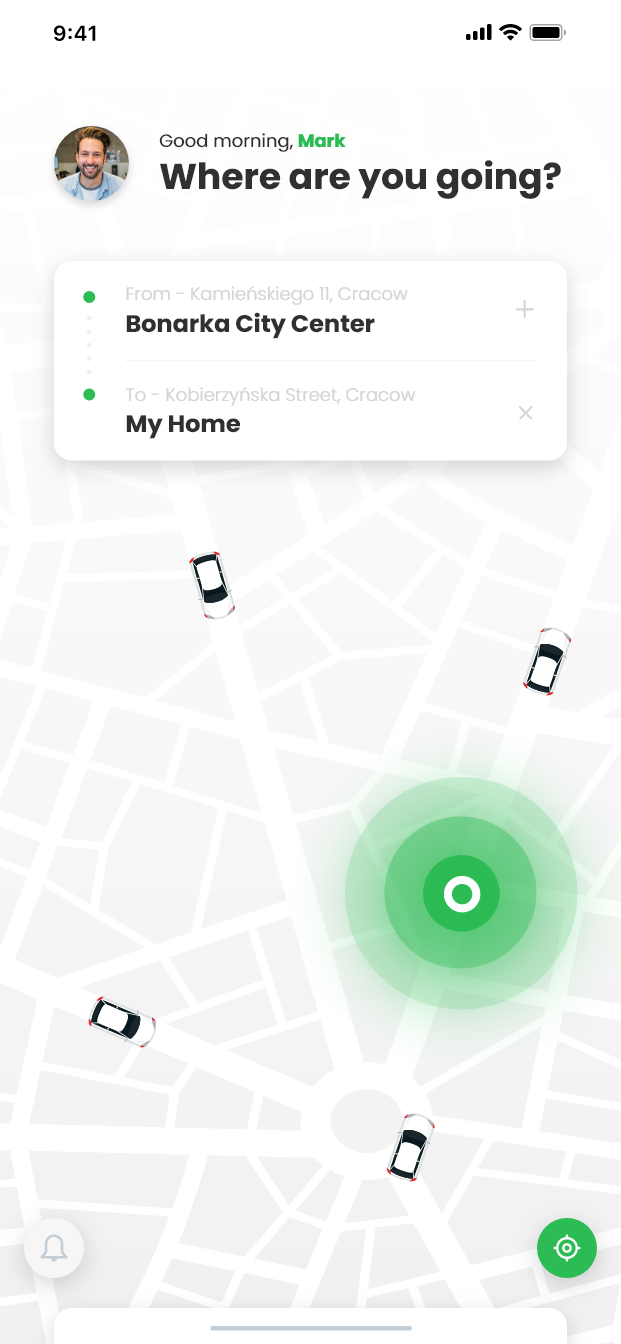 9:41
Good morning, Mark
Where are you going?
From - Kamieńskiego 11, Cracow
Bonarka City Center
To - Kobierzyńska Street, Cracow
My Home